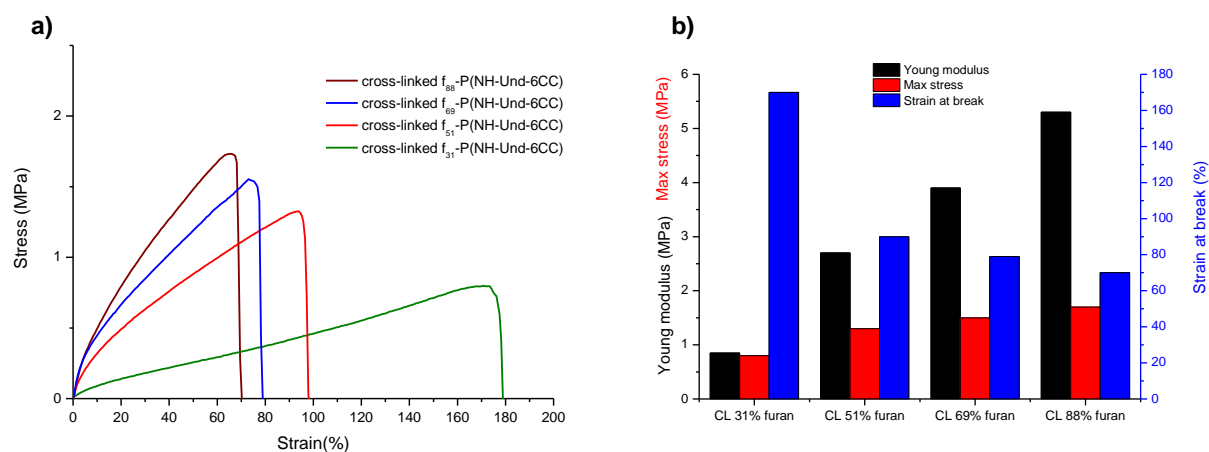 a)
Stress (MPa)
2
1
0
0 20 40 60 80 100 120 140 160 180 200
Strain(%)
cross-linked f88-P(NH-Und-6CC)
cross-linked f69-P(NH-Und-6CC)
cross-linked f51-P(NH-Und-6CC)
cross-linked f31-P(NH-Und-6CC)
b)
Young modulus
Max stress
Strain at break
Max stress (MPa)
Young modulus (MPa)
6
5
4
3
2
1
0
CL 31% furan CL 51% furan CL 69% furan CL 88% furan
180
160
140
120
100
80
60
40
20
0
Strain at break (%)